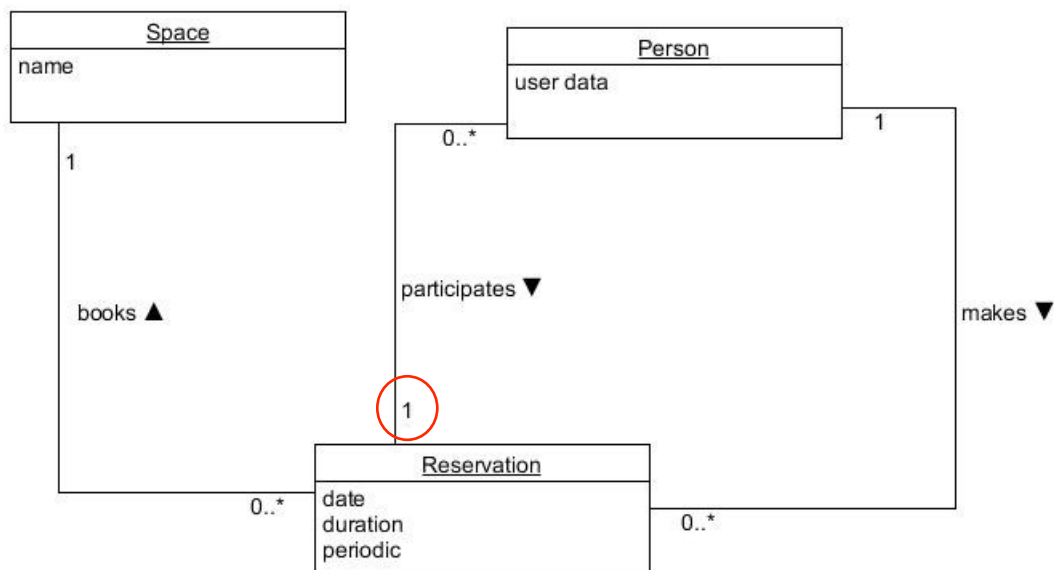 Space
name
Person
user data
0..*
1
1
books ▲
participates ▼
makes ▼
1
Reservation
date
duration
periodic
0..*
0..*